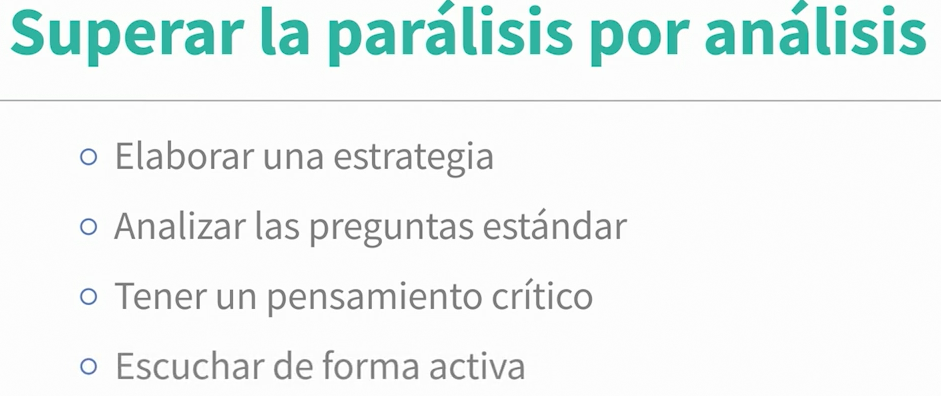 Superar la parálisis por análisis
Elaborar una estrategia
Analizar las preguntas estándar
Tener un pensamiento crítico
Escuchar de forma activa